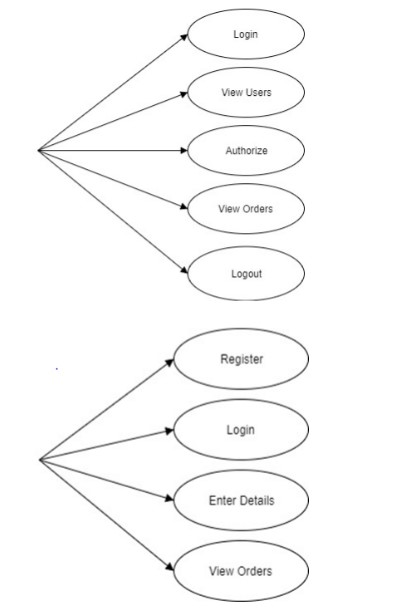 Login
View Users
Authorize
View Orders
Logout
Register
Login
Enter Details
View Orders